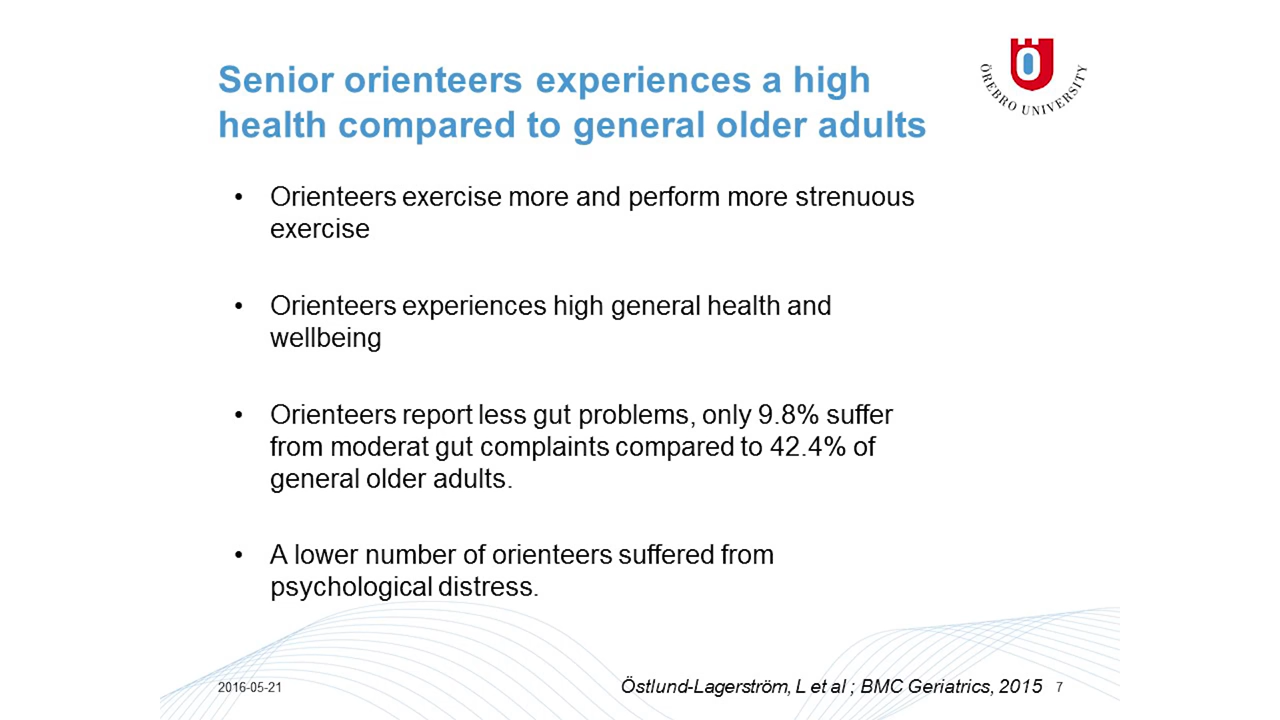 Senior orienteers experiences a high
health compared to general older adults
Ö
ÖREBRO UNIVERSITY
• Orienteers exercise more and perform more strenuous
exercise
• Orienteers experiences high general health and
wellbeing
• Orienteers report less gut problems, only 9.8% suffer
from moderat gut complaints compared to 42.4% of
general older adults.
• A lower number of orienteers suffered from
psychological distress.
2016-05-21
Östlund-Lagerström, L et al ; BMC Geriatrics, 2015
7